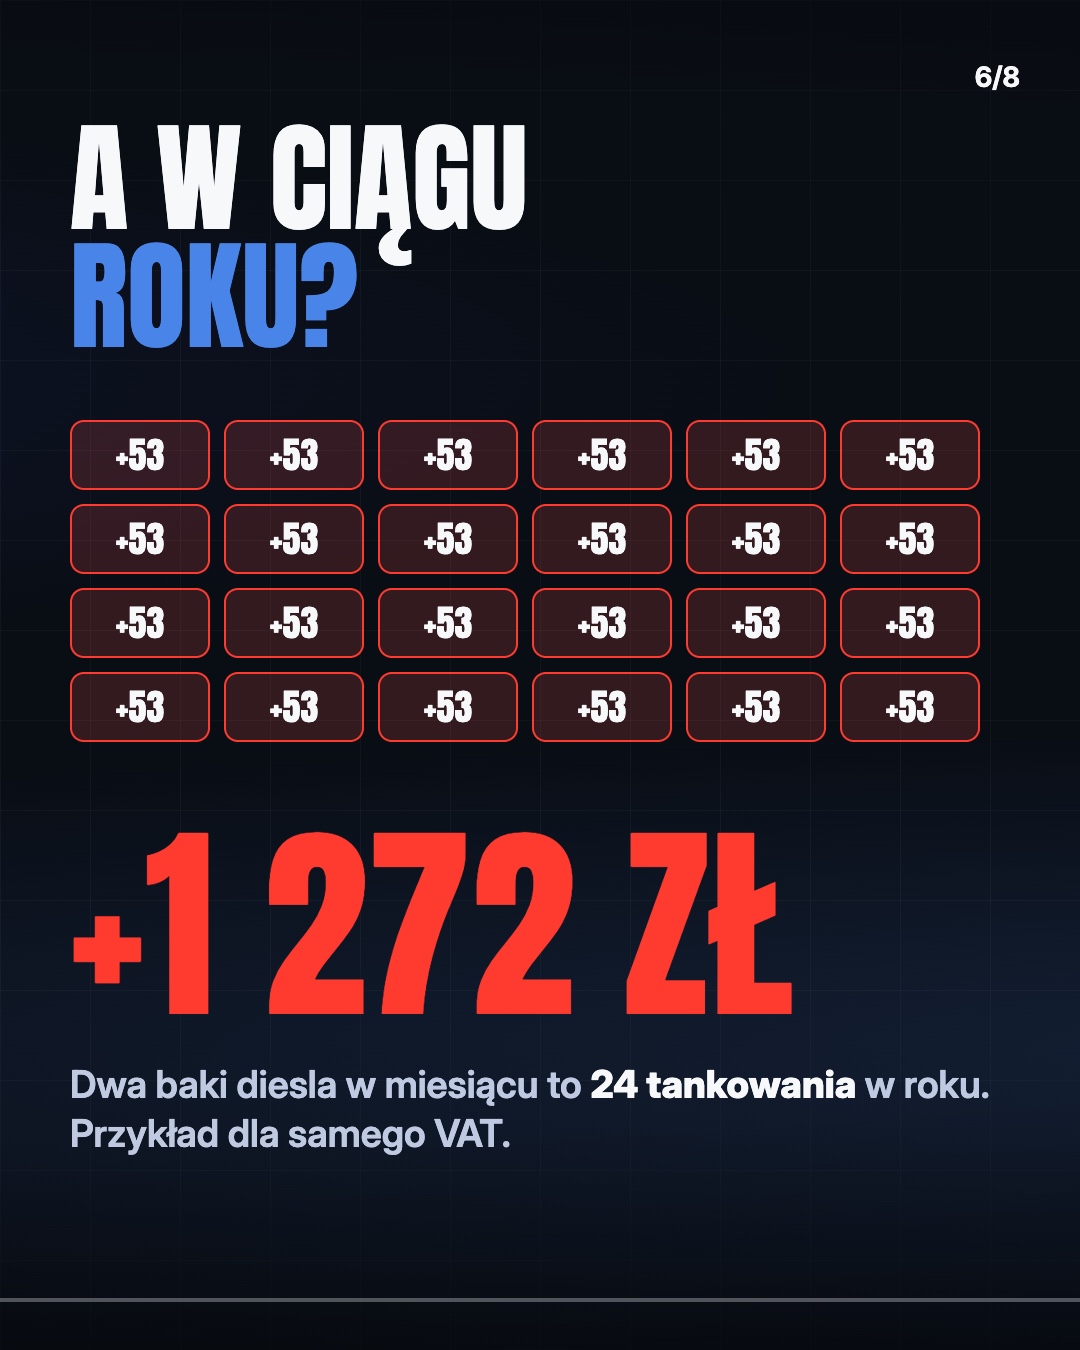 6/8
A W CIĄGU
ROKU?
+53 +53 +53 +53 +53 +53
+53 +53 +53 +53 +53 +53
+53 +53 +53 +53 +53 +53
+53 +53 +53 +53 +53 +53
+1 272 ZŁ
Dwa baki diesla w miesiącu to 24 tankowania w roku.
Przykład dla samego VAT.